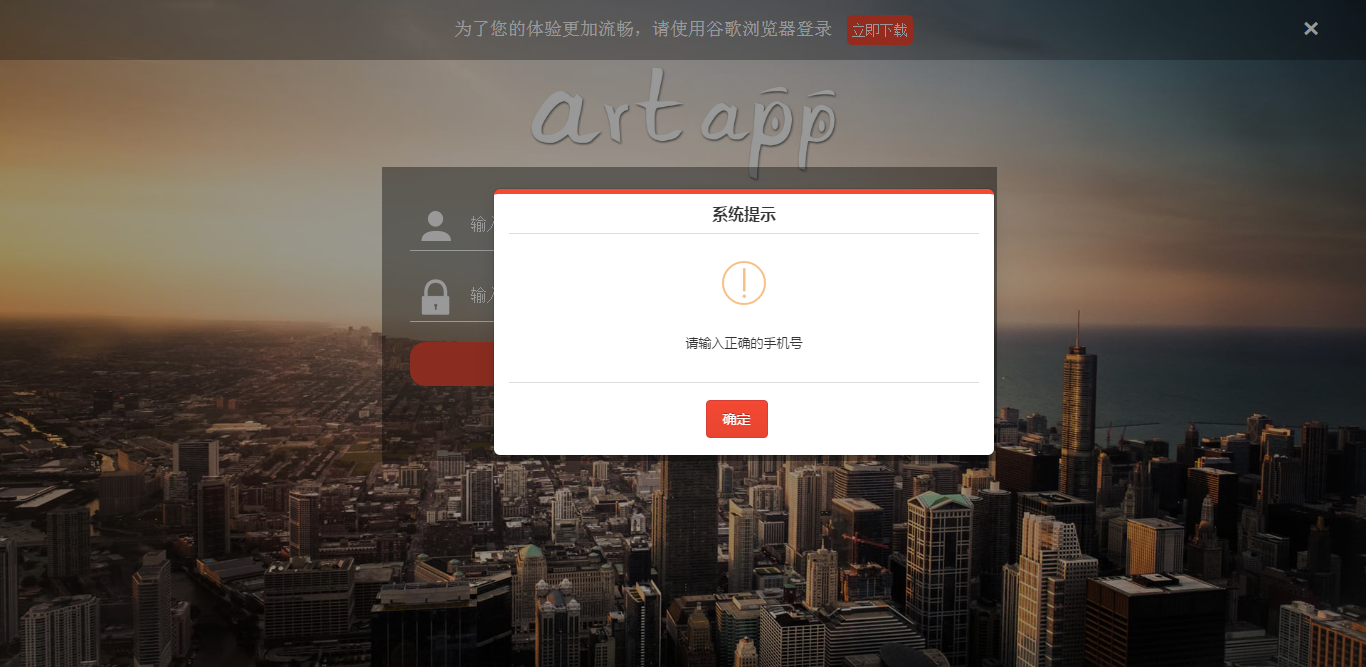 为了您的体验更加流畅，请使用谷歌浏览器登录 立即下载 ×
art app
系统提示
输入
输入
请输入正确的手机号
确定